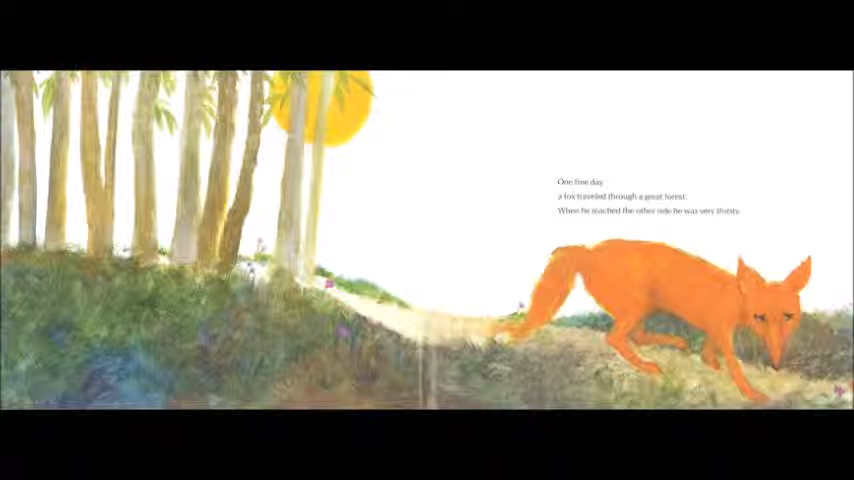 One fine day
a fox traveled through a great forest.
When he reached the other side he was very thirsty.